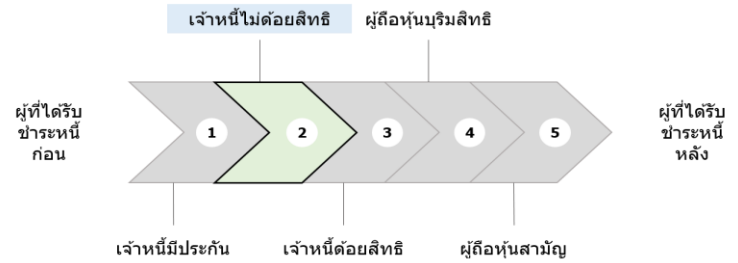 เจ้าหนี้ไม่ด้อยสิทธิ ผู้ถือหุ้นบุริมสิทธิ
ผู้ที่ได้รับ
ชำระหนี้
ก่อน
1 2 3 4 5
ผู้ที่ได้รับ
ชำระหนี้
หลัง
เจ้าหนี้มีประกัน เจ้าหนี้ด้อยสิทธิ ผู้ถือหุ้นสามัญ